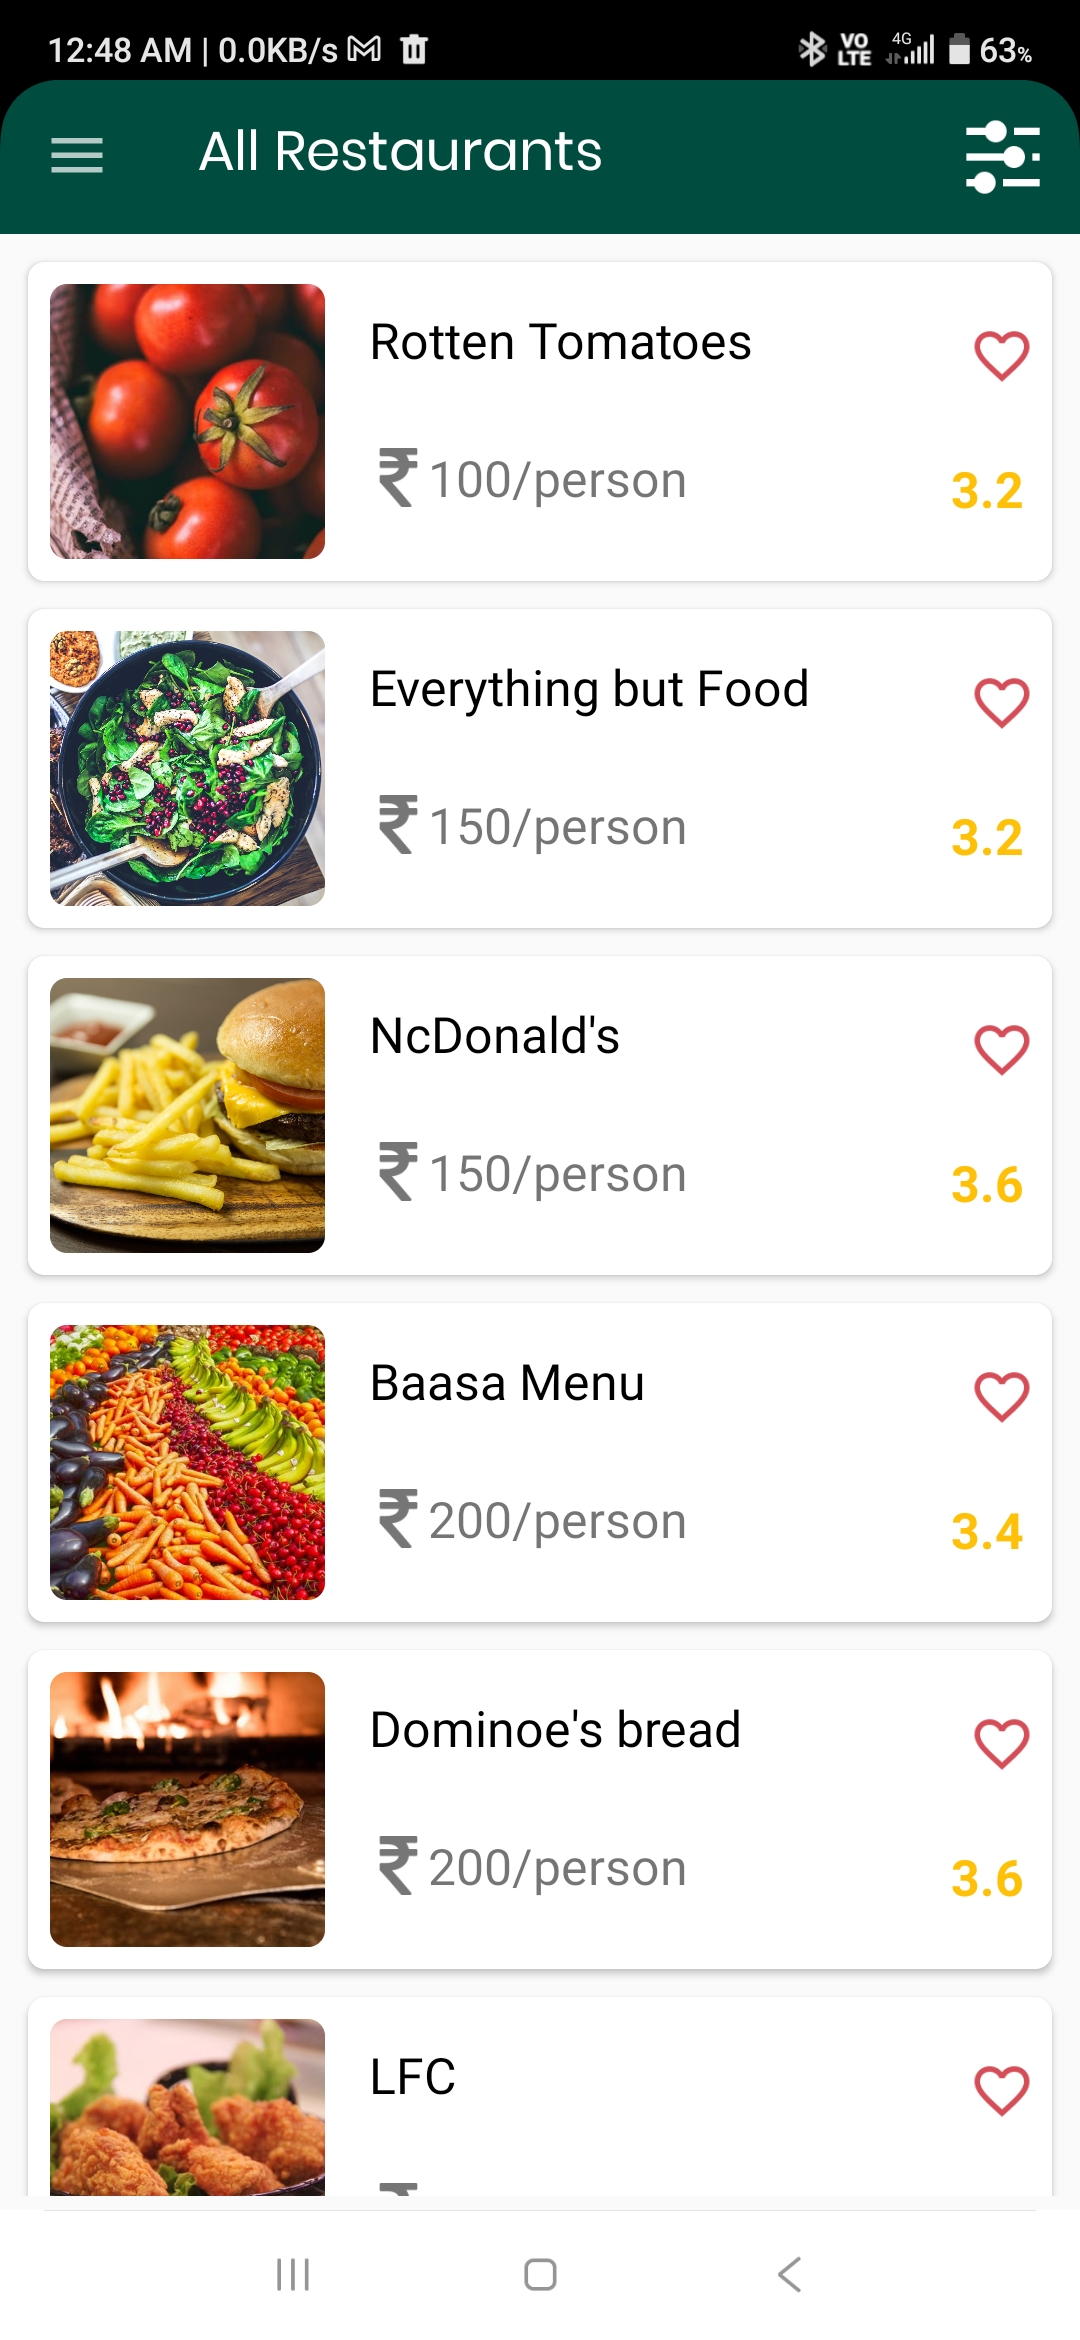 12:48 AM | 0.0KB/s VO LTE 4G 63%
All Restaurants
Rotten Tomatoes
₹ 100/person 3.2
Everything but Food
₹ 150/person 3.2
NcDonald's
₹ 150/person 3.6
Baasa Menu
₹ 200/person 3.4
Dominoe's bread
₹ 200/person 3.6
LFC